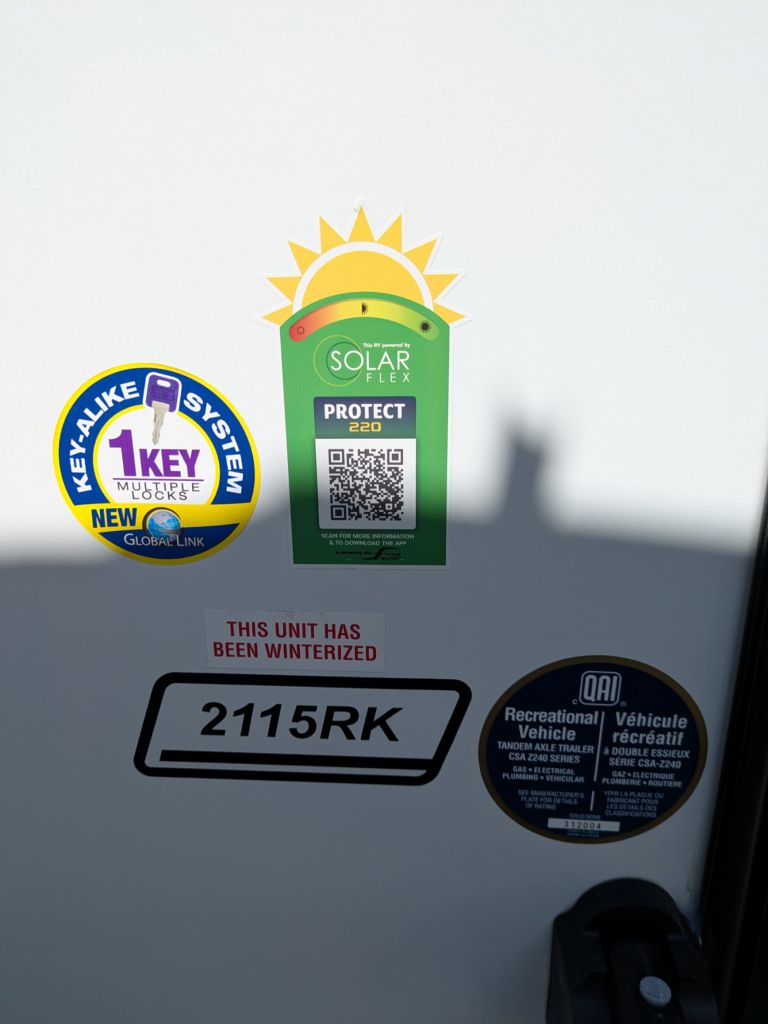 This RV powered by
SOLAR
FLEX
PROTECT
220
SCAN FOR MORE INFORMATION
& TO DOWNLOAD THE APP
KEY-ALIKE SYSTEM
1KEY
MULTIPLE
LOCKS
NEW
GLOBAL LINK
THIS UNIT HAS
BEEN WINTERIZED
2115RK
C QAI ®
Recreational
Vehicle
TANDEM AXLE TRAILER
CSA Z240 SERIES
GAS • ELECTRICAL
PLUMBING • VEHICULAR
SEE MANUFACTURER'S
PLATE FOR DETAILS
OF RATING
Véhicule
récréatif
à DOUBLE ESSIEUX
SÉRIE CSA-Z240
GAZ • ÉLECTRIQUE
PLOMBERIE • ROUTIERE
VOIR LA PLAQUE DU
FABRICANT POUR
LES DETAILS DES
CLASSIFICATIONS
312004